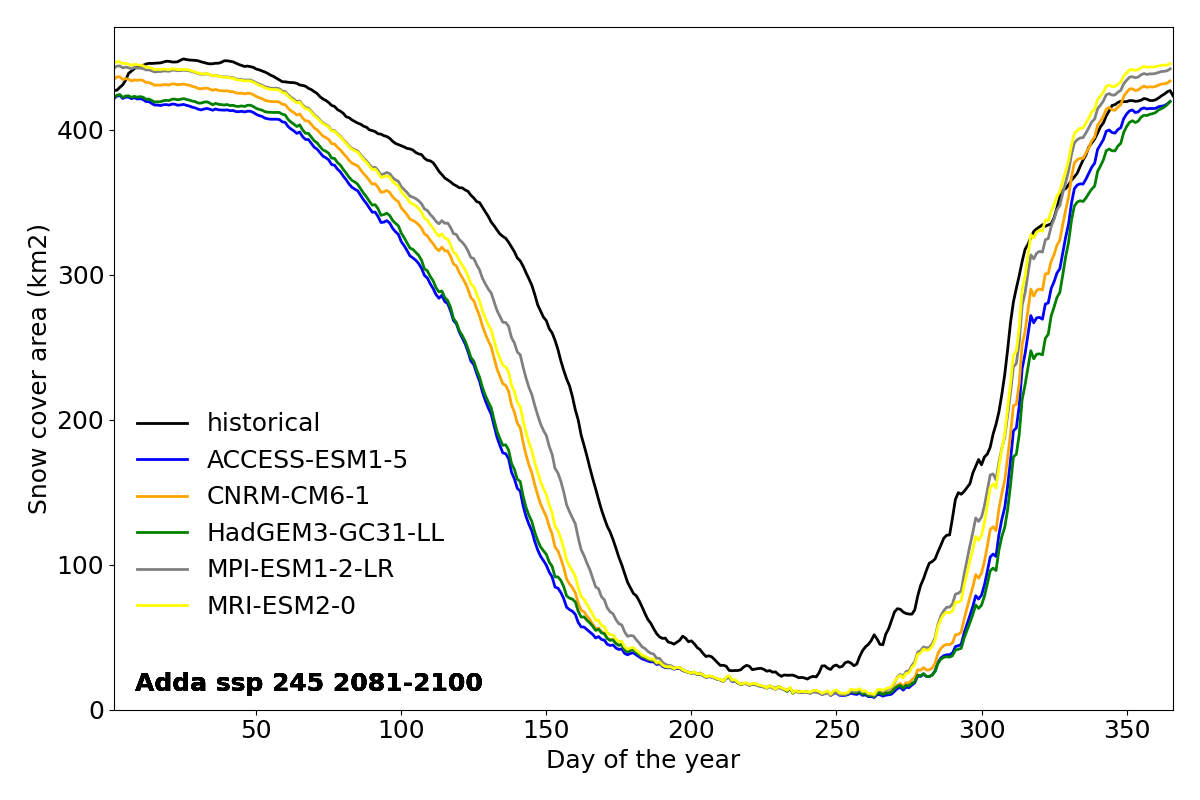 Snow cover area (km2)
400
300
200
100
0
historical
ACCESS-ESM1-5
CNRM-CM6-1
HadGEM3-GC31-LL
MPI-ESM1-2-LR
MRI-ESM2-0
Adda ssp 245 2081-2100
50 100 150 200 250 300 350
Day of the year